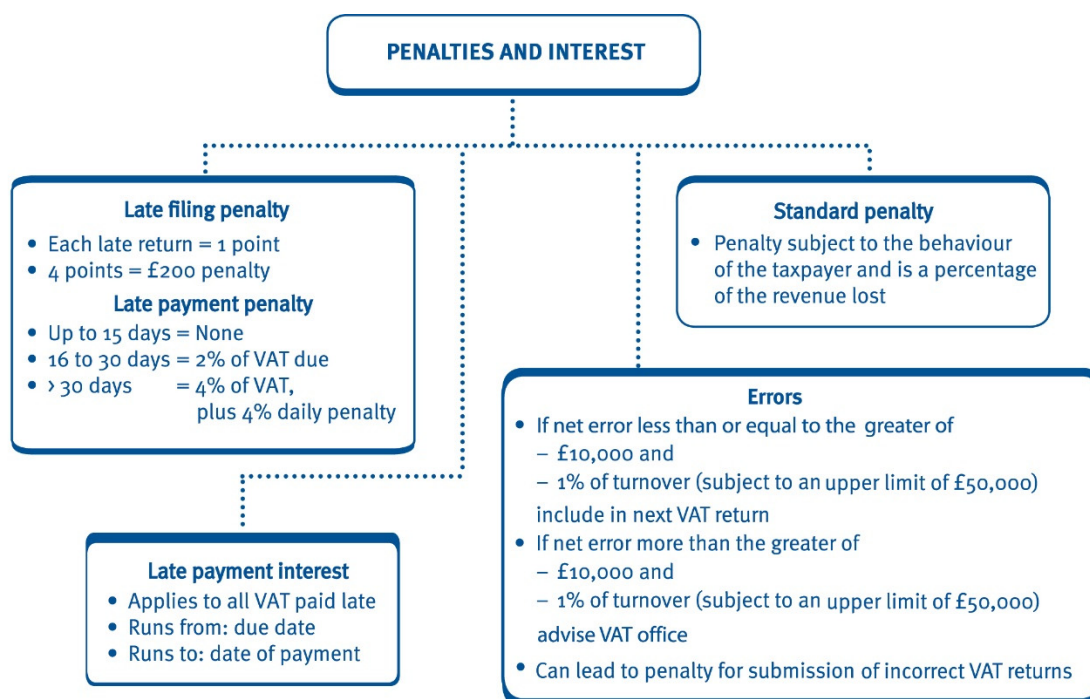 PENALTIES AND INTEREST
Late filing penalty
• Each late return = 1 point
• 4 points = £200 penalty
Late payment penalty
• Up to 15 days = None
• 16 to 30 days = 2% of VAT due
• > 30 days = 4% of VAT,
plus 4% daily penalty
Standard penalty
• Penalty subject to the behaviour
of the taxpayer and is a percentage
of the revenue lost
Late payment interest
• Applies to all VAT paid late
• Runs from: due date
• Runs to: date of payment
Errors
• If net error less than or equal to the greater of
– £10,000 and
– 1% of turnover (subject to an upper limit of £50,000)
include in next VAT return
• If net error more than the greater of
– £10,000 and
– 1% of turnover (subject to an upper limit of £50,000)
advise VAT office
• Can lead to penalty for submission of incorrect VAT returns